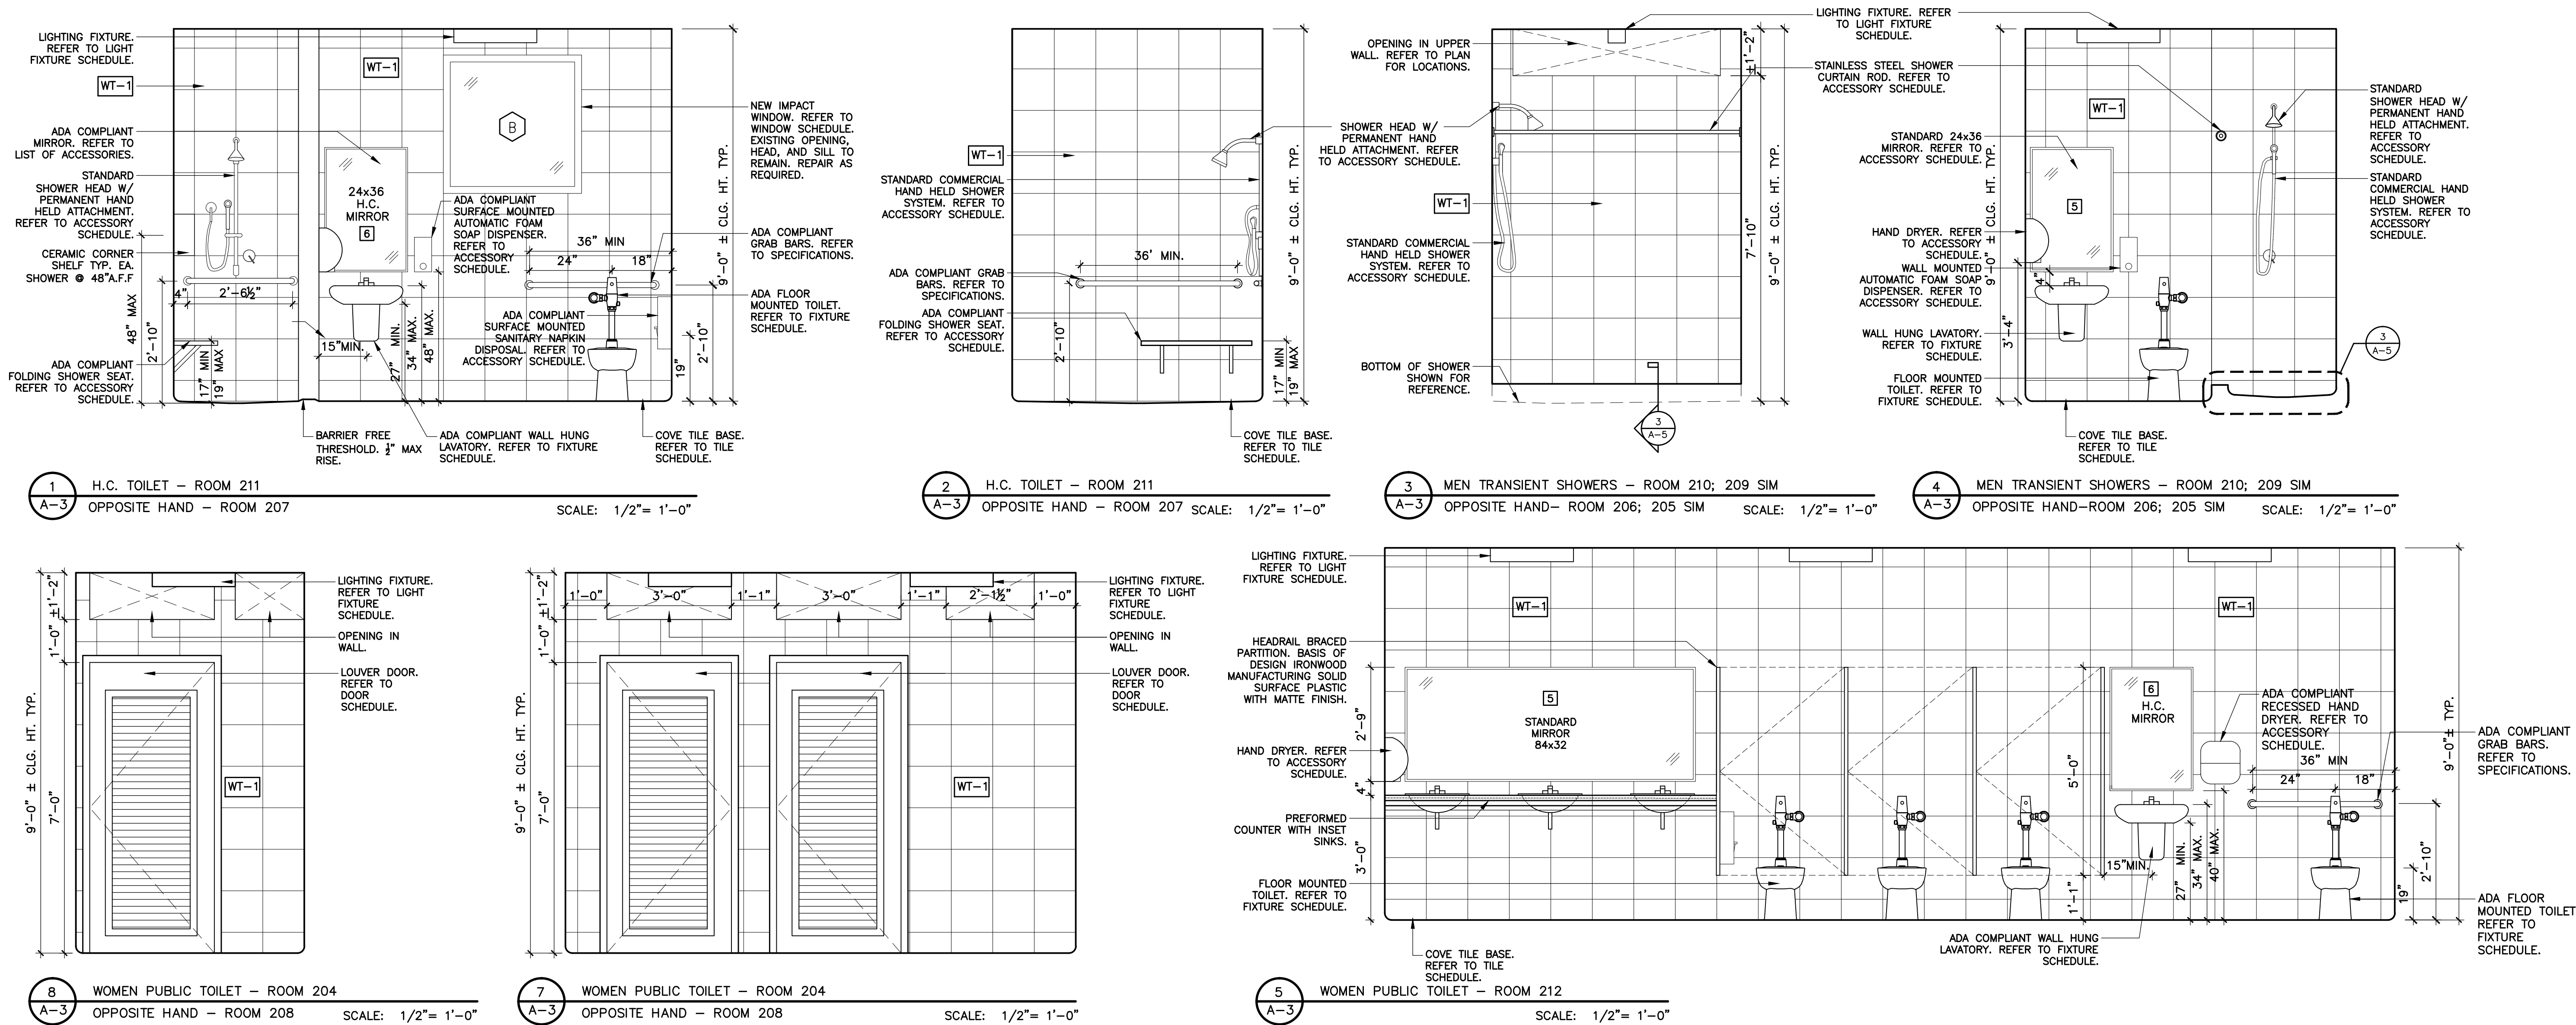 LIGHTING FIXTURE.
REFER TO LIGHT
FIXTURE SCHEDULE.
WT-1
ADA COMPLIANT
MIRROR. REFER TO
LIST OF ACCESSORIES.
STANDARD
SHOWER HEAD W/
PERMANENT HAND
HELD ATTACHMENT.
REFER TO ACCESSORY
SCHEDULE.
CERAMIC CORNER
SHELF TYP. EA.
SHOWER @ 48"A.F.F
48" MAX
2'-10"
ADA COMPLIANT
FOLDING SHOWER SEAT.
REFER TO ACCESSORY
SCHEDULE.
4"
2'-6½"
17" MIN
19" MAX
WT-1
24x36
H.C.
MIRROR
6
B
ADA COMPLIANT
SURFACE MOUNTED
AUTOMATIC FOAM
SOAP DISPENSER.
REFER TO
ACCESSORY
SCHEDULE.
36" MIN
24"
18"
ADA COMPLIANT
SURFACE MOUNTED
SANITARY NAPKIN
DISPOSAL. REFER TO
ACCESSORY SCHEDULE.
15"MIN.
27" MIN.
34" MAX.
48" MAX.
19"
2'-10"
9'-0" ± CLG. HT. TYP.
NEW IMPACT
WINDOW. REFER TO
WINDOW SCHEDULE.
EXISTING OPENING,
HEAD, AND SILL TO
REMAIN. REPAIR AS
REQUIRED.
ADA COMPLIANT
GRAB BARS. REFER
TO SPECIFICATIONS.
ADA FLOOR
MOUNTED TOILET.
REFER TO FIXTURE
SCHEDULE.
BARRIER FREE
THRESHOLD. ½" MAX
RISE.
ADA COMPLIANT WALL HUNG
LAVATORY. REFER TO FIXTURE
SCHEDULE.
COVE TILE BASE.
REFER TO TILE
SCHEDULE.
1
A-3
H.C. TOILET - ROOM 211
OPPOSITE HAND - ROOM 207
SCALE: 1/2"= 1'-0"
WT-1
STANDARD COMMERCIAL
HAND HELD SHOWER
SYSTEM. REFER TO
ACCESSORY SCHEDULE.
ADA COMPLIANT GRAB
BARS. REFER TO
SPECIFICATIONS.
ADA COMPLIANT
FOLDING SHOWER SEAT.
REFER TO ACCESSORY
SCHEDULE.
36' MIN.
2'-10"
17" MIN
19" MAX
9'-0" ± CLG. HT. TYP.
COVE TILE BASE.
REFER TO TILE
SCHEDULE.
2
A-3
H.C. TOILET - ROOM 211
OPPOSITE HAND - ROOM 207
SCALE: 1/2"= 1'-0"
OPENING IN UPPER
WALL. REFER TO PLAN
FOR LOCATIONS.
SHOWER HEAD W/
PERMANENT HAND
HELD ATTACHMENT. REFER
TO ACCESSORY SCHEDULE.
WT-1
STANDARD COMMERCIAL
HAND HELD SHOWER
SYSTEM. REFER TO
ACCESSORY SCHEDULE.
BOTTOM OF SHOWER
SHOWN FOR
REFERENCE.
±1'-2"
7'-10"
9'-0" ± CLG. HT. TYP.
3
A-5
3
A-3
MEN TRANSIENT SHOWERS - ROOM 210; 209 SIM
OPPOSITE HAND- ROOM 206; 205 SIM
SCALE: 1/2"= 1'-0"
LIGHTING FIXTURE. REFER
TO LIGHT FIXTURE
SCHEDULE.
STAINLESS STEEL SHOWER
CURTAIN ROD. REFER TO
ACCESSORY SCHEDULE.
STANDARD 24x36
MIRROR. REFER TO
ACCESSORY SCHEDULE.
HAND DRYER. REFER
TO ACCESSORY
SCHEDULE.
WALL MOUNTED
AUTOMATIC FOAM SOAP
DISPENSER. REFER TO
ACCESSORY SCHEDULE.
WALL HUNG LAVATORY.
REFER TO FIXTURE
SCHEDULE.
FLOOR MOUNTED
TOILET. REFER TO
FIXTURE SCHEDULE.
9'-0" ± CLG. HT. TYP.
3'-4"
4"
WT-1
5
STANDARD
SHOWER HEAD W/
PERMANENT HAND
HELD ATTACHMENT.
REFER TO
ACCESSORY
SCHEDULE.
STANDARD
COMMERCIAL HAND
HELD SHOWER
SYSTEM. REFER TO
ACCESSORY
SCHEDULE.
3
A-5
COVE TILE BASE.
REFER TO TILE
SCHEDULE.
4
A-3
MEN TRANSIENT SHOWERS - ROOM 210; 209 SIM
OPPOSITE HAND-ROOM 206; 205 SIM
SCALE: 1/2"= 1'-0"
±1'-2"
1'-0"
7'-0"
9'-0" ± CLG. HT. TYP.
WT-1
LIGHTING FIXTURE.
REFER TO LIGHT
FIXTURE
SCHEDULE.
OPENING IN
WALL.
LOUVER DOOR.
REFER TO
DOOR
SCHEDULE.
8
A-3
WOMEN PUBLIC TOILET - ROOM 204
OPPOSITE HAND - ROOM 208
SCALE: 1/2"= 1'-0"
±1'-2"
1'-0"
7'-0"
9'-0" ± CLG. HT. TYP.
1'-0"
3'-0"
1'-1"
3'-0"
1'-1"
2'-1½"
1'-0"
WT-1
LIGHTING FIXTURE.
REFER TO LIGHT
FIXTURE
SCHEDULE.
OPENING IN
WALL.
LOUVER DOOR.
REFER TO
DOOR
SCHEDULE.
7
A-3
WOMEN PUBLIC TOILET - ROOM 204
OPPOSITE HAND - ROOM 208
SCALE: 1/2"= 1'-0"
LIGHTING FIXTURE.
REFER TO LIGHT
FIXTURE SCHEDULE.
HEADRAIL BRACED
PARTITION. BASIS OF
DESIGN IRONWOOD
MANUFACTURING SOLID
SURFACE PLASTIC
WITH MATTE FINISH.
HAND DRYER. REFER
TO ACCESSORY
SCHEDULE.
PREFORMED
COUNTER WITH INSET
SINKS.
FLOOR MOUNTED
TOILET. REFER TO
FIXTURE SCHEDULE.
2'-9"
4"
3'-0"
WT-1
5
STANDARD
MIRROR
84x32
WT-1
5'-0"
1'-1"
6
H.C.
MIRROR
ADA COMPLIANT
RECESSED HAND
DRYER. REFER TO
ACCESSORY
SCHEDULE.
36" MIN
24"
18"
15"MIN.
27" MIN.
34" MAX.
40" MAX.
19"
2'-10"
9'-0"± TYP.
ADA COMPLIANT
GRAB BARS.
REFER TO
SPECIFICATIONS.
ADA FLOOR
MOUNTED TOILET
REFER TO
FIXTURE
SCHEDULE.
ADA COMPLIANT WALL HUNG
LAVATORY. REFER TO FIXTURE
SCHEDULE.
COVE TILE BASE.
REFER TO TILE
SCHEDULE.
5
A-3
WOMEN PUBLIC TOILET - ROOM 212
SCALE: 1/2"= 1'-0"